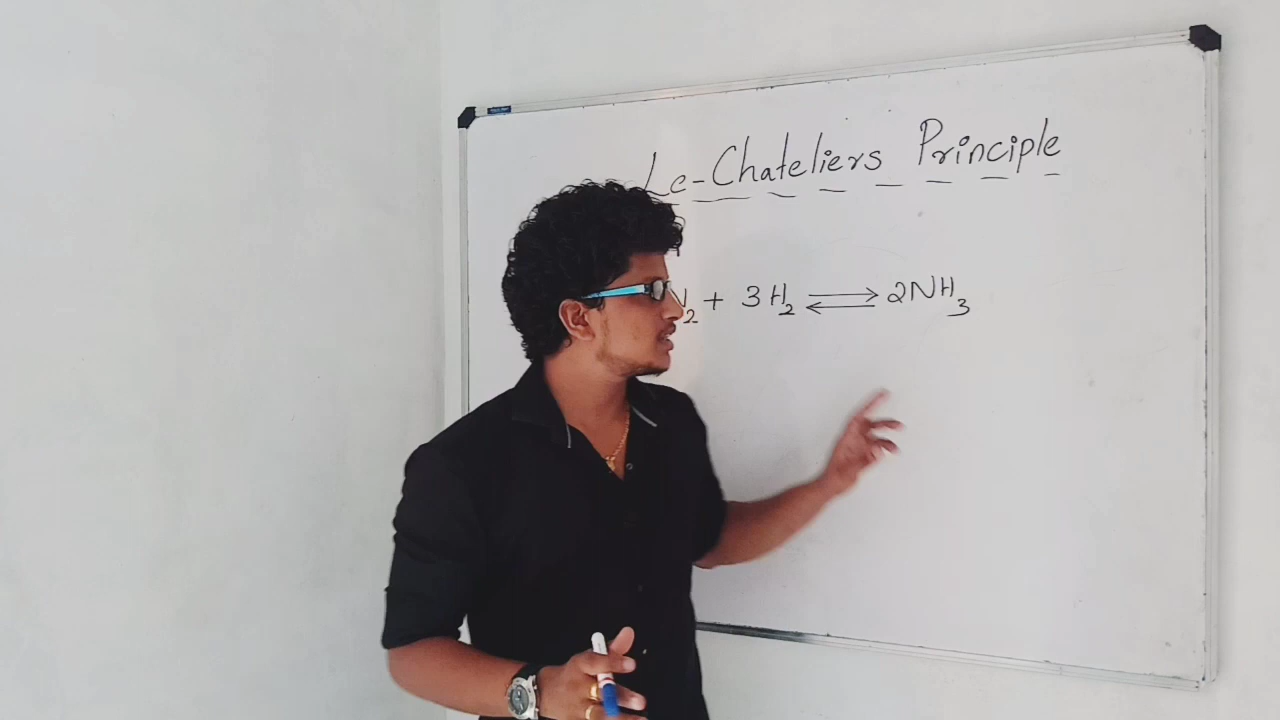 Le-Chateliers Principle
N₂ + 3H₂ ⇌ 2NH₃